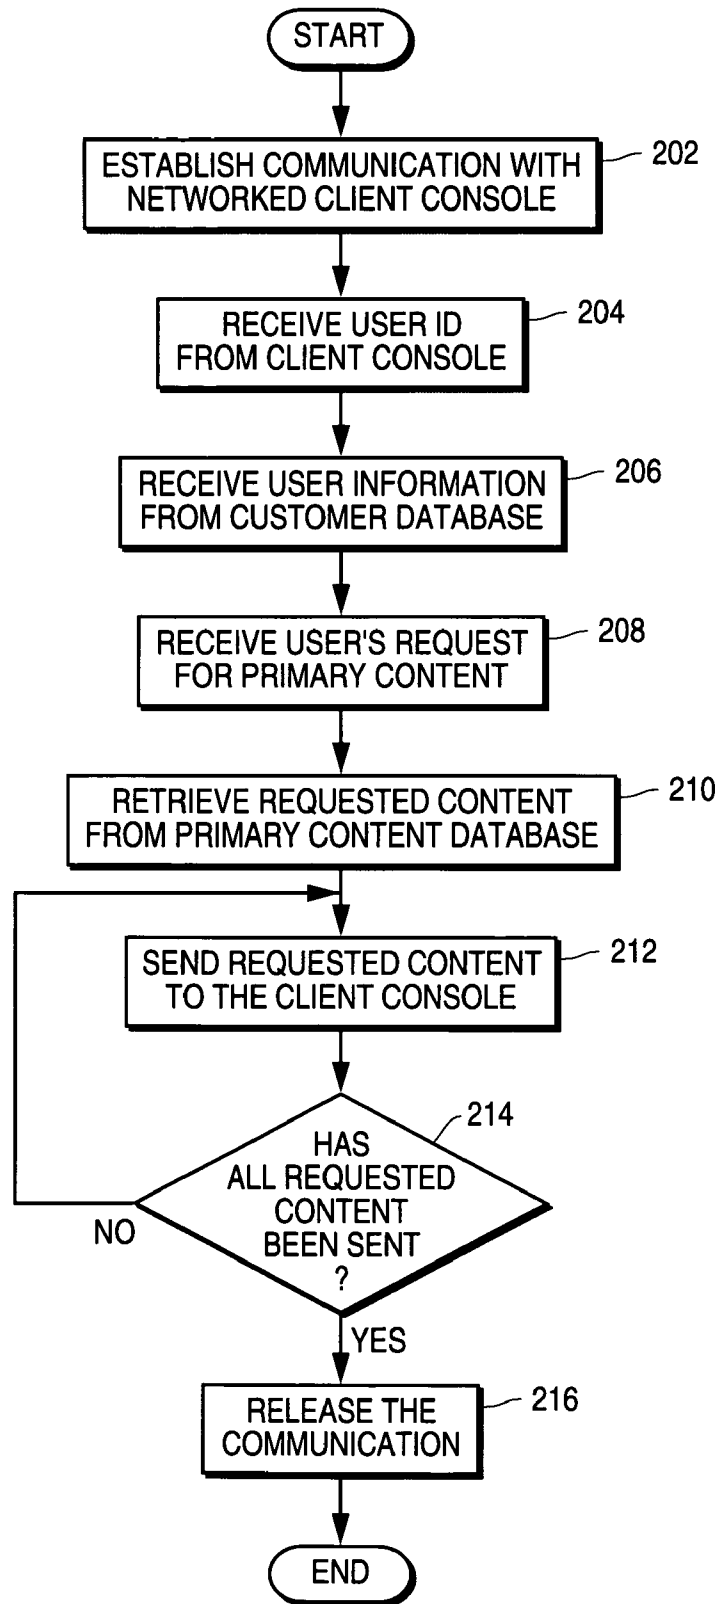 START
ESTABLISH COMMUNICATION WITH
NETWORKED CLIENT CONSOLE
202
RECEIVE USER ID
FROM CLIENT CONSOLE
204
RECEIVE USER INFORMATION
FROM CUSTOMER DATABASE
206
RECEIVE USER'S REQUEST
FOR PRIMARY CONTENT
208
RETRIEVE REQUESTED CONTENT
FROM PRIMARY CONTENT DATABASE
210
SEND REQUESTED CONTENT
TO THE CLIENT CONSOLE
212
214
HAS
ALL REQUESTED
CONTENT
BEEN SENT
?
NO
YES
RELEASE THE
COMMUNICATION
216
END